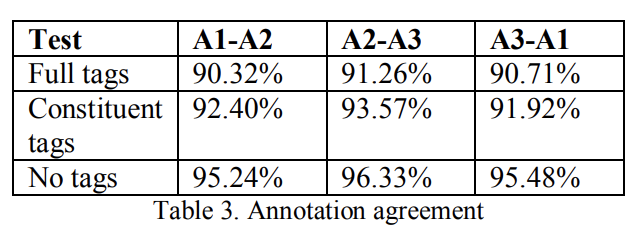 Test A1-A2 A2-A3 A3-A1
Full tags 90.32% 91.26% 90.71%
Constituent 92.40% 93.57% 91.92%
tags
No tags 95.24% 96.33% 95.48%
Table 3. Annotation agreement